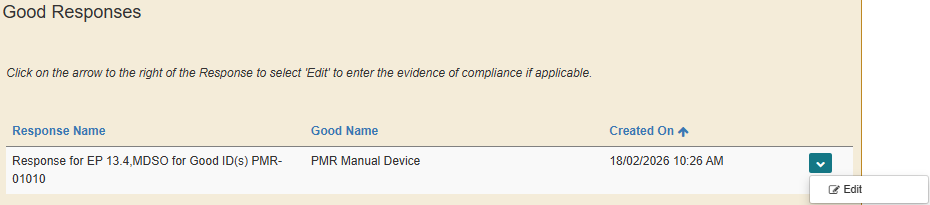 Good Responses
Click on the arrow to the right of the Response to select 'Edit' to enter the evidence of compliance if applicable.
Response Name Good Name Created On
Response for EP 13.4,MDSO for Good ID(s) PMR- PMR Manual Device 18/02/2026 10:26 AM
01010
Edit